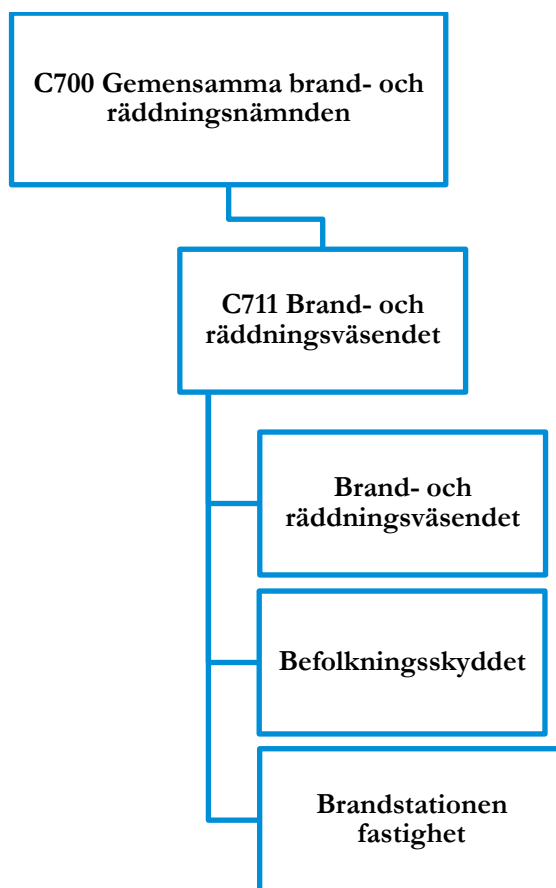 C700 Gemensamma brand- och
räddningsnämnden
C711 Brand- och
räddningsväsendet
Brand- och
räddningsväsendet
Befolkningsskyddet
Brandstationen
fastighet